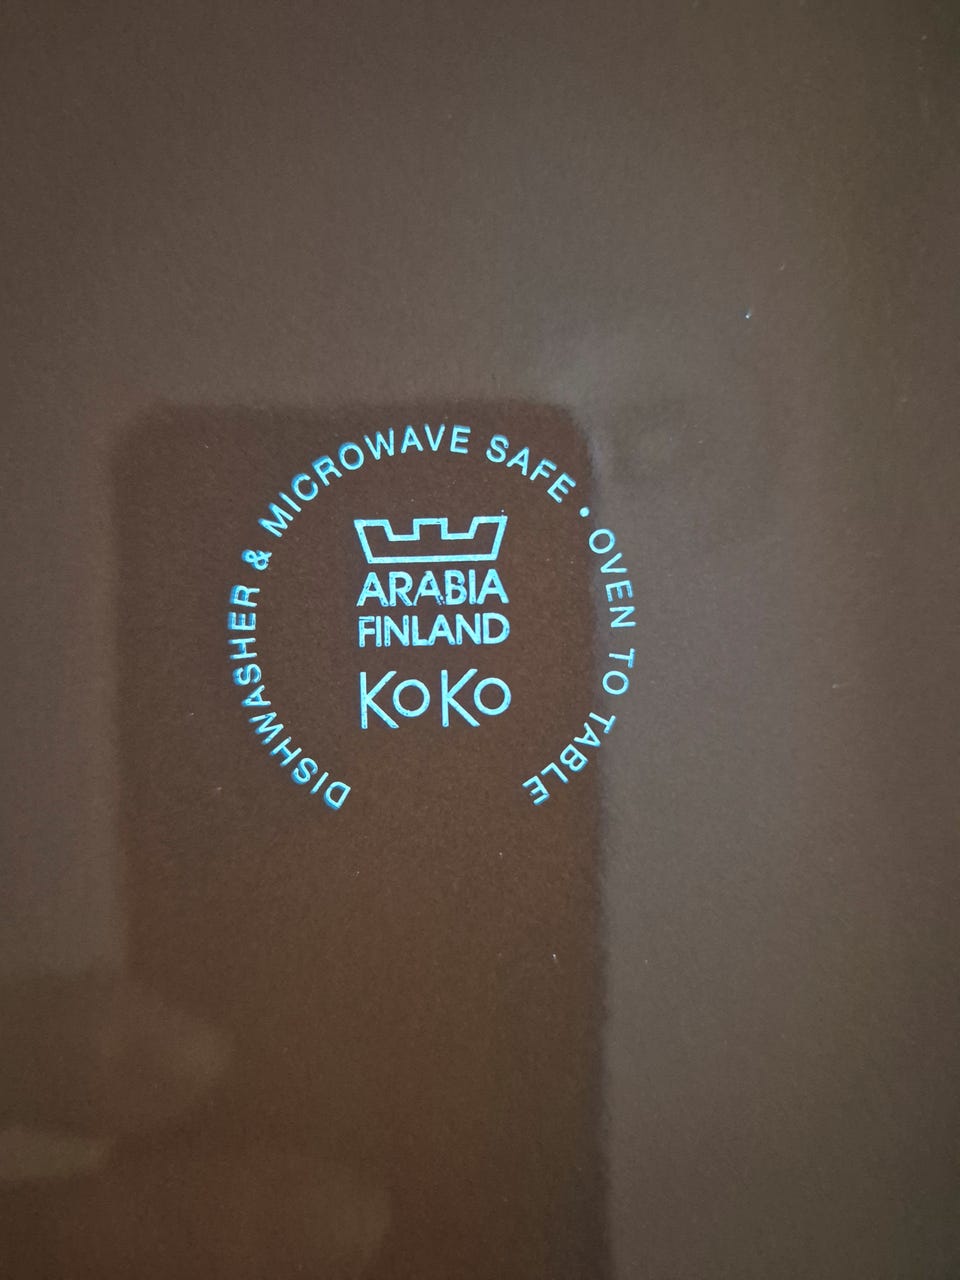 DISHWASHER & MICROWAVE SAFE • OVEN TO TABLE
ARABIA
FINLAND
KoKo